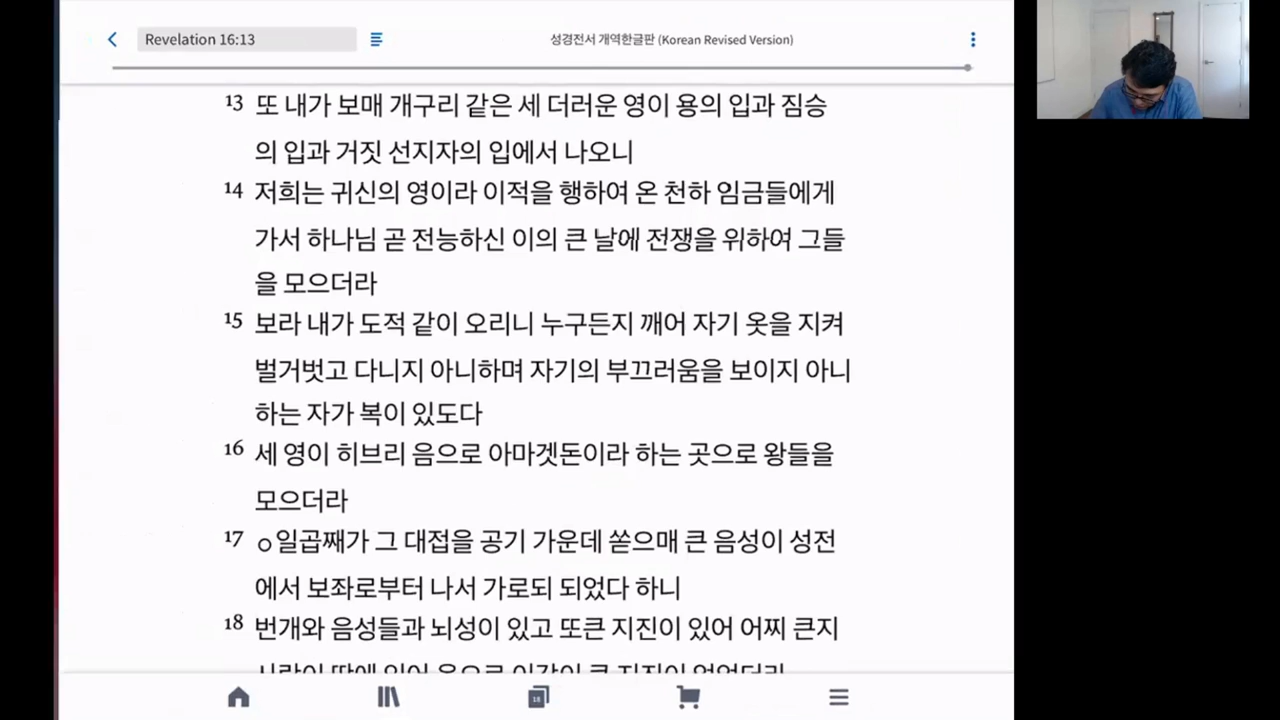 Revelation 16:13
성경전서 개역한글판 (Korean Revised Version)
13 또 내가 보매 개구리 같은 세 더러운 영이 용의 입과 짐승
의 입과 거짓 선지자의 입에서 나오니
14 저희는 귀신의 영이라 이적을 행하여 온 천하 임금들에게
가서 하나님 곧 전능하신 이의 큰 날에 전쟁을 위하여 그들
을 모으더라
15 보라 내가 도적 같이 오리니 누구든지 깨어 자기 옷을 지켜
벌거벗고 다니지 아니하며 자기의 부끄러움을 보이지 아니
하는 자가 복이 있도다
16 세 영이 히브리 음으로 아마겟돈이라 하는 곳으로 왕들을
모으더라
17 ○일곱째가 그 대접을 공기 가운데 쏟으매 큰 음성이 성전
에서 보좌로부터 나서 가로되 되었다 하니
18 번개와 음성들과 뇌성이 있고 또큰 지진이 있어 어찌 큰지
18